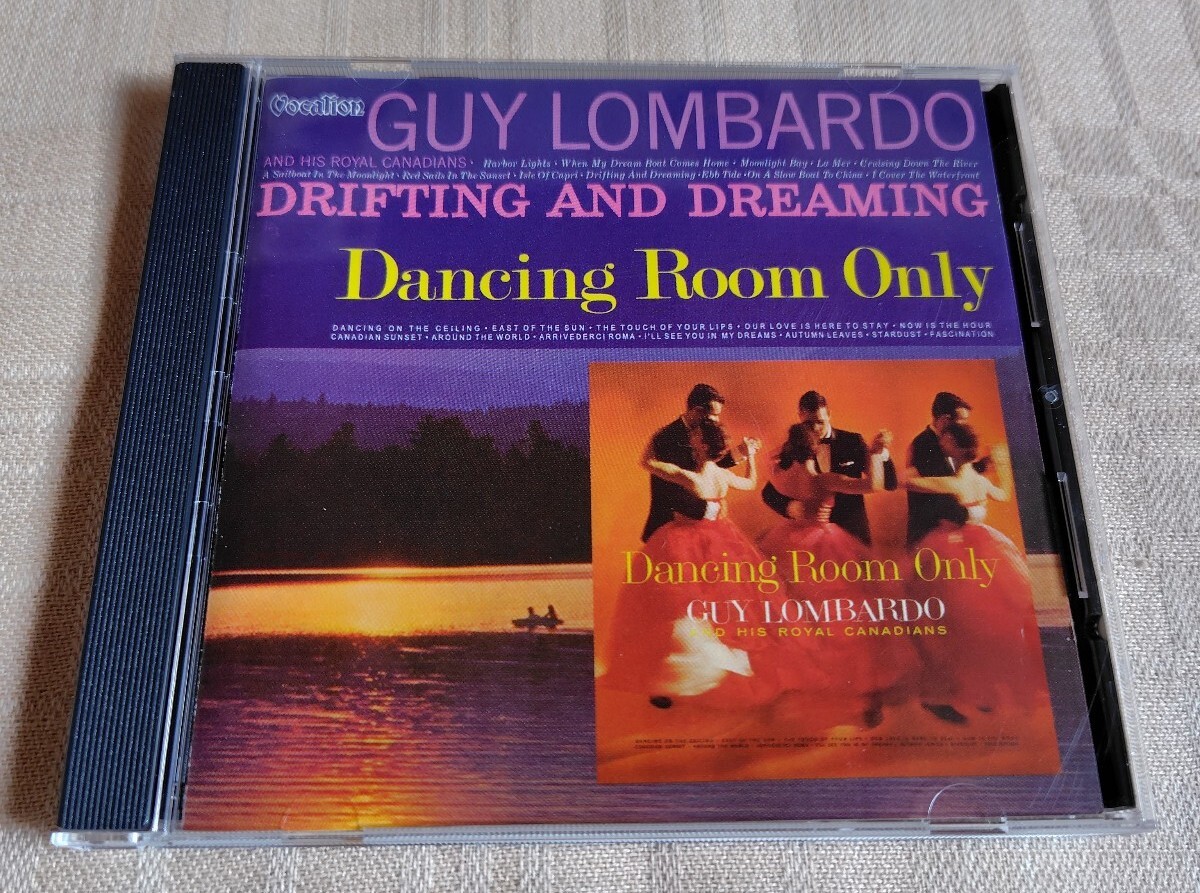 Vocalion
GUY LOMBARDO
AND HIS ROYAL CANADIANS · Harbor Lights · When My Dream Boat Comes Home · Moonlight Bay · La Mer · Cruising Down The River
A Sailboat In The Moonlight · Red Sails In The Sunset · Isle Of Capri · Drifting And Dreaming · Ebb Tide · On A Slow Boat To China · I Cover The Waterfront
DRIFTING AND DREAMING
Dancing Room Only
DANCING ON THE CEILING · EAST OF THE SUN · THE TOUCH OF YOUR LIPS · OUR LOVE IS HERE TO STAY · NOW IS THE HOUR
CANADIAN SUNSET · AROUND THE WORLD · ARRIVEDERCI ROMA · I'LL SEE YOU IN MY DREAMS · AUTUMN LEAVES · STARDUST · FASCINATION
Dancing Room Only
GUY LOMBARDO
AND HIS ROYAL CANADIANS